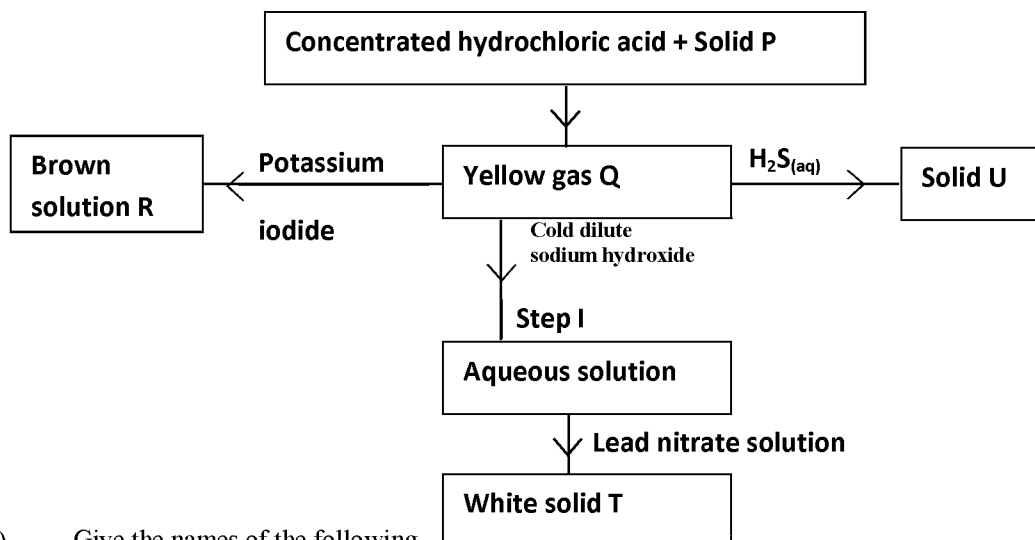 Concentrated hydrochloric acid + Solid P
Brown
solution R
Potassium
iodide
Yellow gas Q
H₂S(aq)
Solid U
Cold dilute
sodium hydroxide
Step I
Aqueous solution
Lead nitrate solution
White solid T
) Give the names of the following